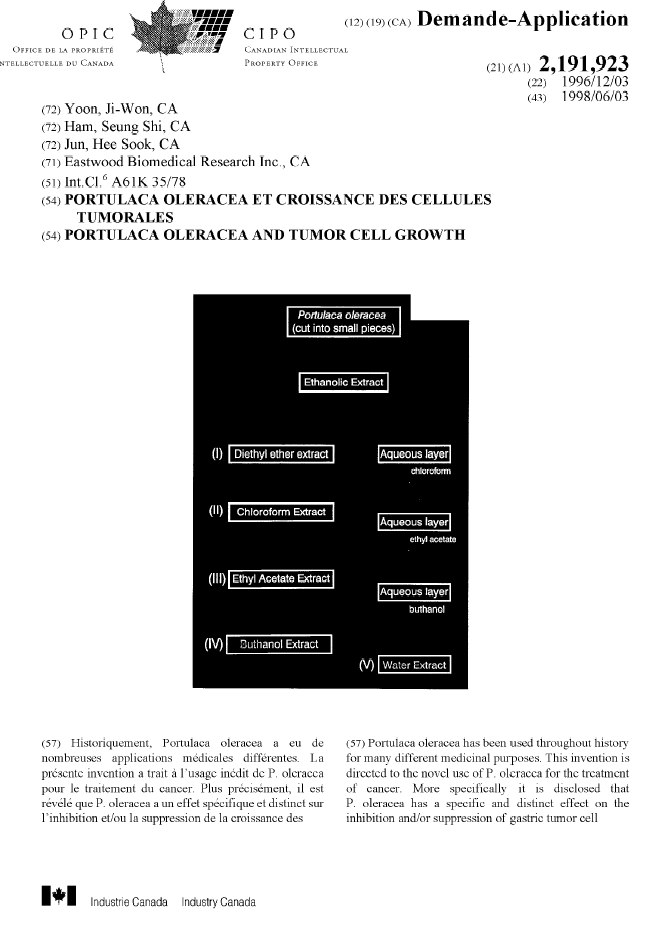 OPIC
OFFICE DE LA PROPRIÉTÉ
NTELLECTUELLE DU CANADA
CIPO
CANADIAN INTELLECTUAL
PROPERTY OFFICE
(12) (19) (CA) Demande-Application
(21) (A1) 2,191,923
(22) 1996/12/03
(43) 1998/06/03
(72) Yoon, Ji-Won, CA
(72) Ham, Seung Shi, CA
(72) Jun, Hee Sook, CA
(71) Eastwood Biomedical Research Inc., CA
(51) Int.Cl.6 A61K 35/78
(54) PORTULACA OLERACEA ET CROISSANCE DES CELLULES
TUMORALES
(54) PORTULACA OLERACEA AND TUMOR CELL GROWTH
Portulaca oleracea
(cut into small pieces)
Ethanolic Extract
(I) Diethyl ether extract
Aqueous layer
chloroform
(II) Chloroform Extract
Aqueous layer
ethyl acetate
(III) Ethyl Acetate Extract
Aqueous layer
buthanol
(IV) Buthanol Extract
(V) Water Extract
(57) Historiquement, Portulaca oleracea a eu de
nombreuses applications médicales différentes. La
présente invention a trait à l'usage inédit de P. oleracea
pour le traitement du cancer. Plus précisément, il est
révélé que P. oleracea a un effet spécifique et distinct sur
l'inhibition et/ou la suppression de la croissance des
(57) Portulaca oleracea has been used throughout history
for many different medicinal purposes. This invention is
directed to the novel use of P. oleracea for the treatment
of cancer. More specifically it is disclosed that
P. oleracea has a specific and distinct effect on the
inhibition and/or suppression of gastric tumor cell
Industrie Canada Industry Canada